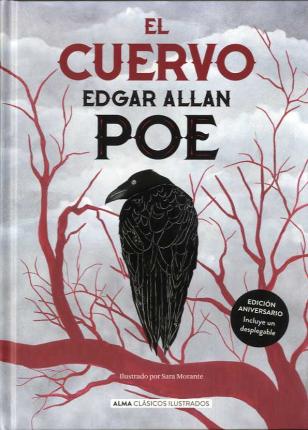 EL
CUERVO
EDGAR ALLAN
POE
EDICIÓN
ANIVERSARIO
Incluye un
desplegable
Ilustrado por Sara Morante
ALMA CLÁSICOS ILUSTRADOS